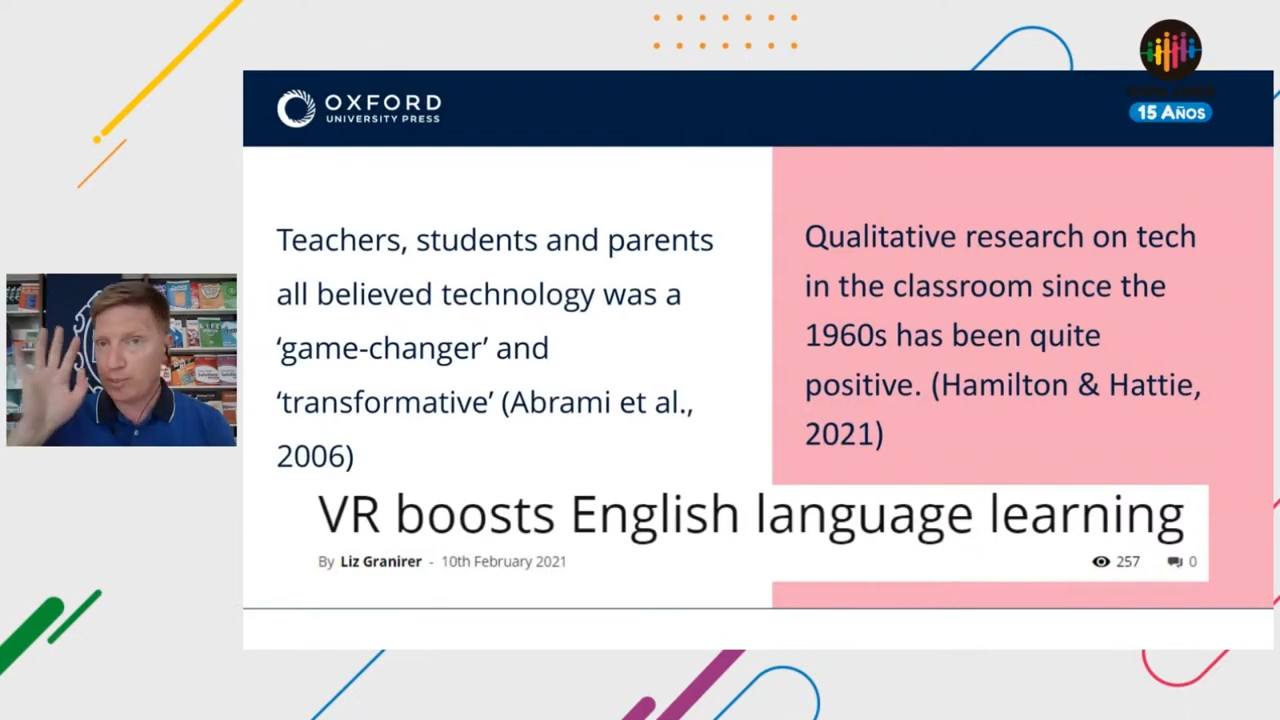 OXFORD
UNIVERSITY PRESS
15 AÑOS
Teachers, students and parents
all believed technology was a
‘game-changer’ and
‘transformative’ (Abrami et al.,
2006)
Qualitative research on tech
in the classroom since the
1960s has been quite
positive. (Hamilton & Hattie,
2021)
VR boosts English language learning
By Liz Granirer - 10th February 2021
257
0